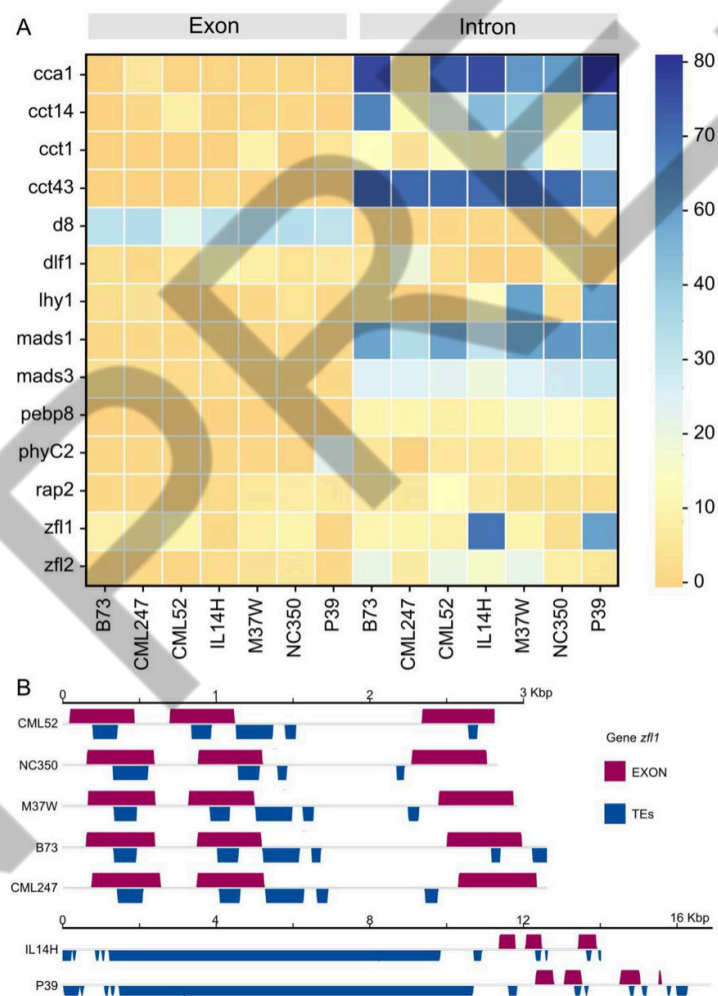 A
Exon Intron
cca1
cct14
cct1
cct43
d8
dlf1
lhy1
mads1
mads3
pebp8
phyC2
rap2
zfl1
zfl2
80
70
60
40
30
20
10
0
B73 CML247 CML52 IL14H M37W NC350 P39 B73 CML247 CML52 IL14H M37W NC350 P39
B
0 1 2 3 Kbp
CML52
NC350
M37W
B73
CML247
Gene zfl1
EXON
TEs
0 4 8 12 16 Kbp
IL14H
P39